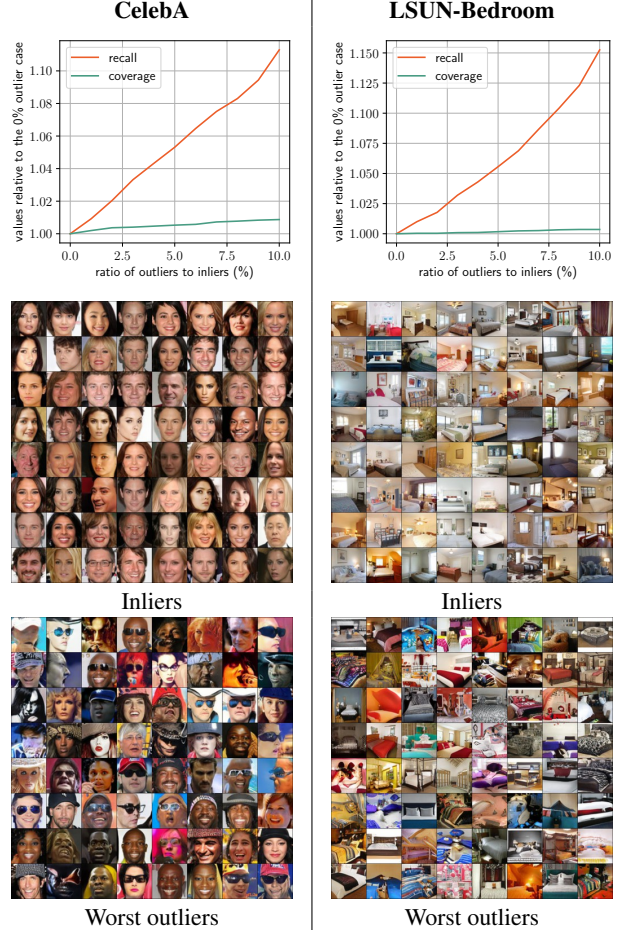 CelebA
LSUN-Bedroom
recall
coverage
values relative to the 0% outlier case
1.10
1.08
1.06
1.04
1.02
1.00
0.0 2.5 5.0 7.5 10.0
ratio of outliers to inliers (%)
recall
coverage
values relative to the 0% outlier case
1.150
1.125
1.100
1.075
1.050
1.025
1.000
0.0 2.5 5.0 7.5 10.0
ratio of outliers to inliers (%)
Inliers
Inliers
Worst outliers
Worst outliers